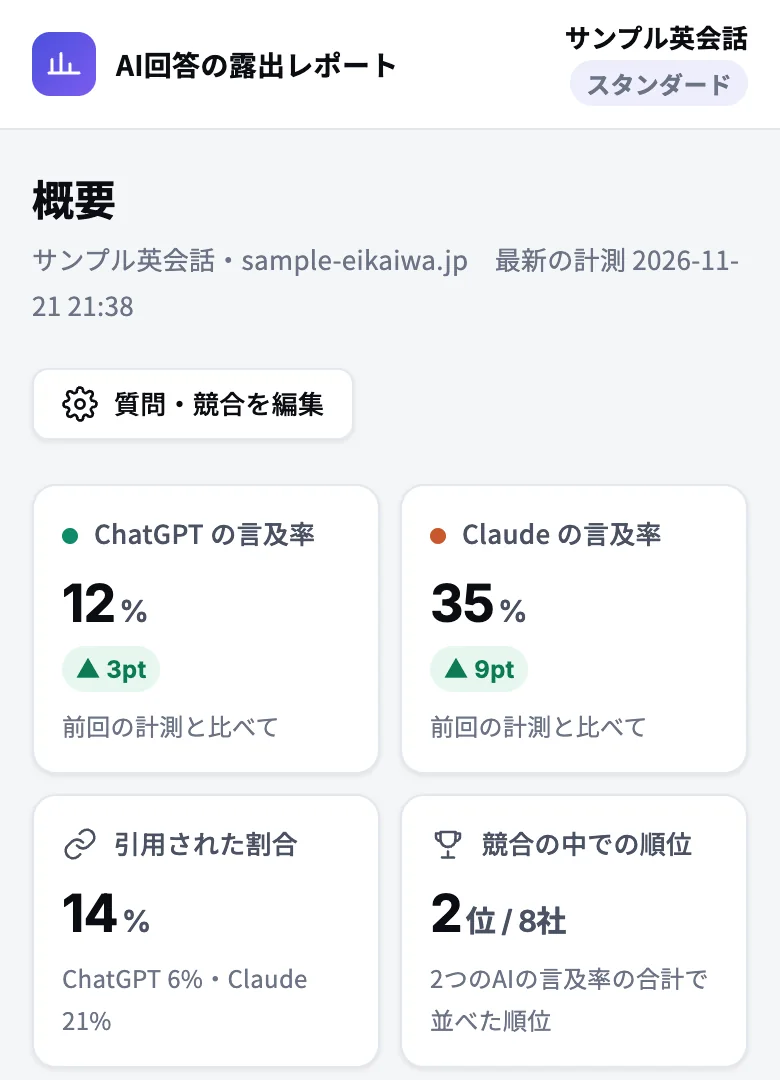 AI回答の露出レポート
サンプル英会話
スタンダード
概要
サンプル英会話・sample-eikaiwa.jp 最新の計測 2026-11-
21 21:38
質問・競合を編集
ChatGPT の言及率
12%
▲ 3pt
前回の計測と比べて
Claude の言及率
35%
▲ 9pt
前回の計測と比べて
引用された割合
14%
ChatGPT 6%・Claude
21%
競合の中での順位
2位 / 8社
2つのAIの言及率の合計で
並べた順位